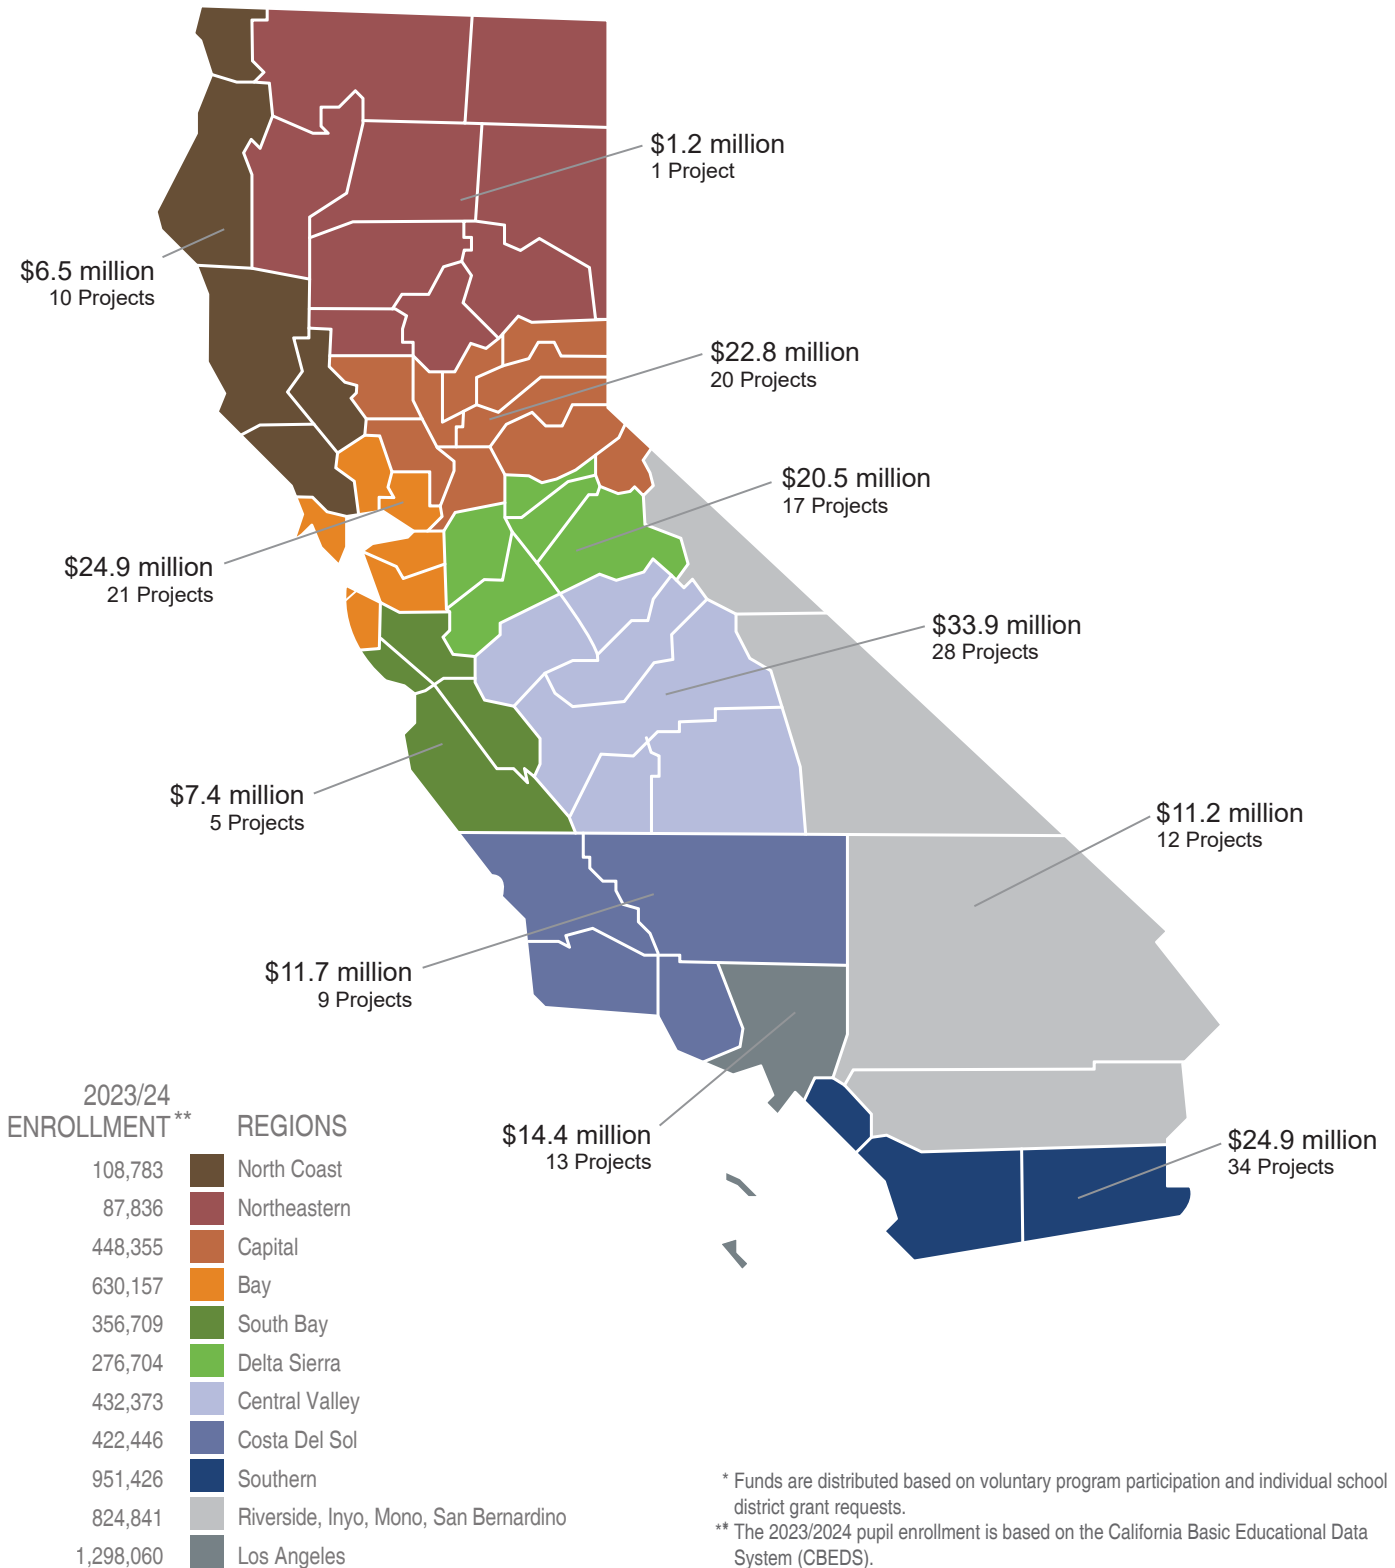 $1.2 million
1 Project
$6.5 million
10 Projects
$22.8 million
20 Projects
$20.5 million
17 Projects
$24.9 million
21 Projects
$33.9 million
28 Projects
$7.4 million
5 Projects
$11.2 million
12 Projects
$11.7 million
9 Projects
$14.4 million
13 Projects
$24.9 million
34 Projects
2023/24
ENROLLMENT** REGIONS
108,783 North Coast
87,836 Northeastern
448,355 Capital
630,157 Bay
356,709 South Bay
276,704 Delta Sierra
432,373 Central Valley
422,446 Costa Del Sol
951,426 Southern
824,841 Riverside, Inyo, Mono, San Bernardino
1,298,060 Los Angeles
* Funds are distributed based on voluntary program participation and individual school
district grant requests.
** The 2023/2024 pupil enrollment is based on the California Basic Educational Data
System (CBEDS).